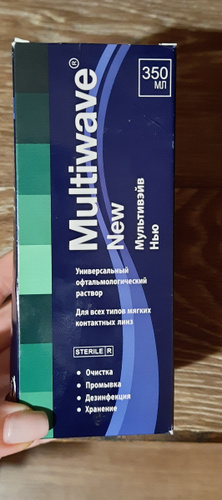 350
МЛ
Multiwave®
New
Мультивэйв
Нью
Универсальный
офтальмологический
раствор
Для всех типов мягких
контактных линз
STERILE R
• Очистка
• Промывка
• Дезинфекция
• Хранение